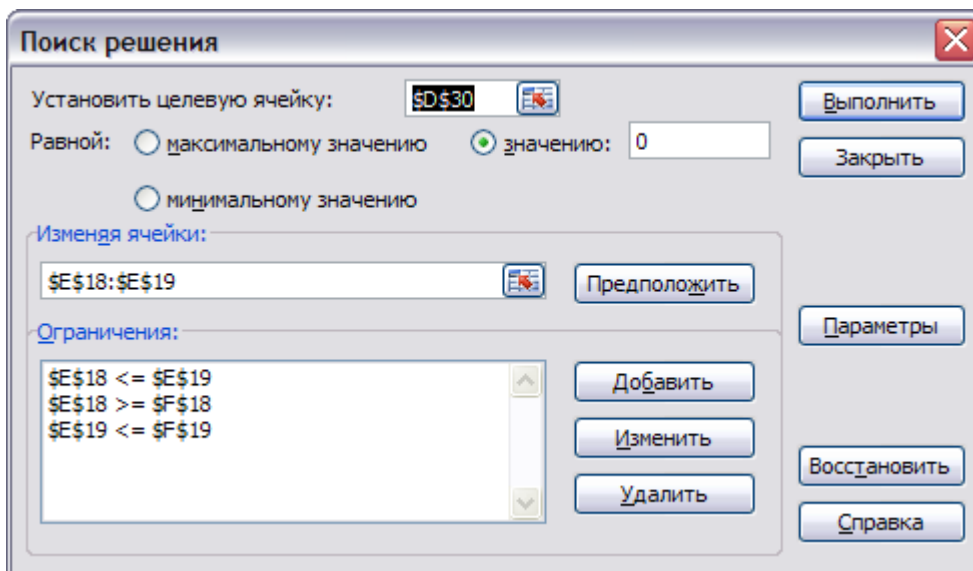 Поиск решения
Установить целевую ячейку: $D$30 Выполнить
Равной: максимальному значению значению: 0 Закрыть
минимальному значению
Изменяя ячейки:
$E$18:$E$19 Предположить
Параметры
Ограничения:
$E$18 <= $E$19 Добавить
$E$18 >= $F$18
$E$19 <= $F$19 Изменить
Восстановить
Удалить
Справка